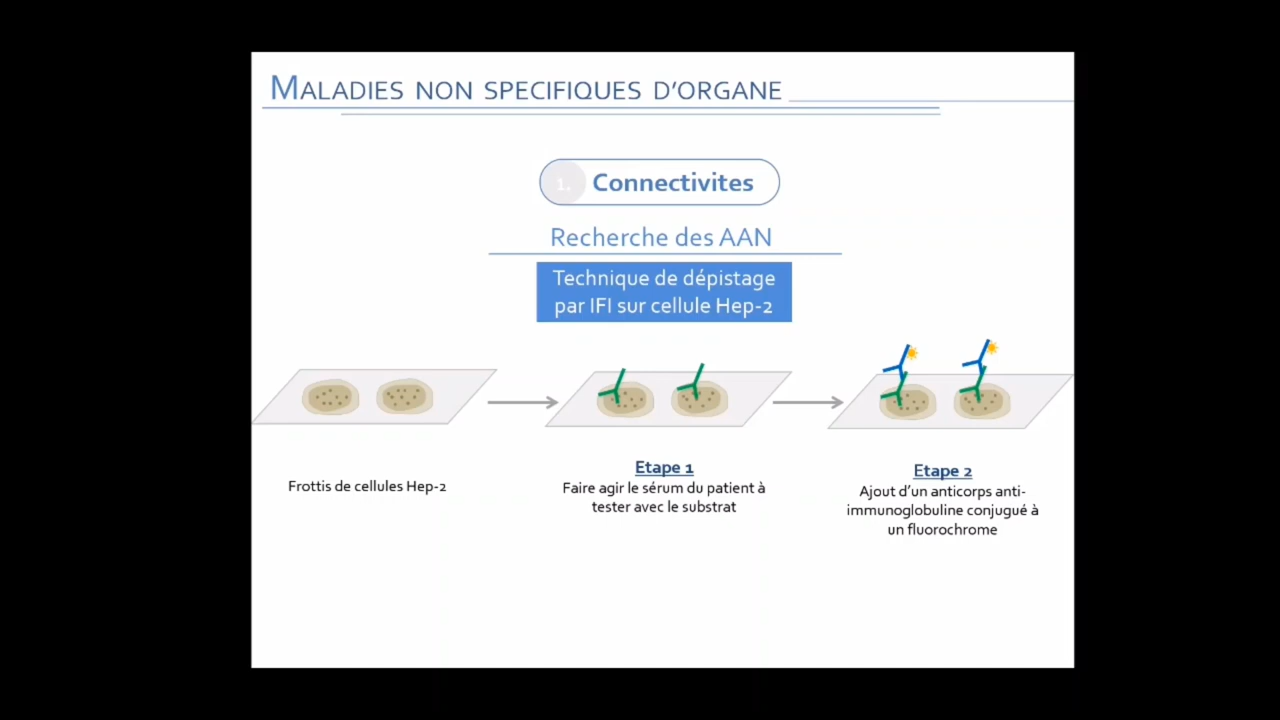 MALADIES NON SPECIFIQUES D'ORGANE
1. Connectivites
Recherche des AAN
Technique de dépistage
par IFI sur cellule Hep-2
Frottis de cellules Hep-2
Etape 1
Faire agir le sérum du patient à
tester avec le substrat
Etape 2
Ajout d'un anticorps anti-
immunoglobuline conjugué à
un fluorochrome